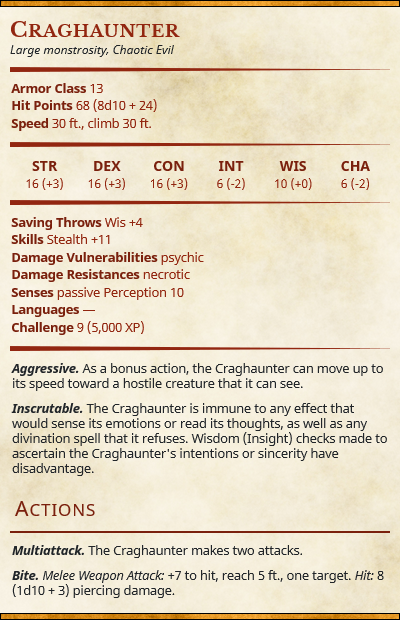 Craghunter
Large monstrosity, Chaotic Evil
Armor Class 13
Hit Points 68 (8d10 + 24)
Speed 30 ft., climb 30 ft.
STR DEX CON INT WIS CHA
16 (+3) 16 (+3) 16 (+3) 6 (-2) 10 (+0) 6 (-2)
Saving Throws Wis +4
Skills Stealth +11
Damage Vulnerabilities psychic
Damage Resistances necrotic
Senses passive Perception 10
Languages —
Challenge 9 (5,000 XP)
Aggressive. As a bonus action, the Craghunter can move up to
its speed toward a hostile creature that it can see.
Inscrutable. The Craghunter is immune to any effect that
would sense its emotions or read its thoughts, as well as any
divination spell that it refuses. Wisdom (Insight) checks made to
ascertain the Craghunter's intentions or sincerity have
disadvantage.
Actions
Multiattack. The Craghunter makes two attacks.
Bite. Melee Weapon Attack: +7 to hit, reach 5 ft., one target. Hit: 8
(1d10 + 3) piercing damage.